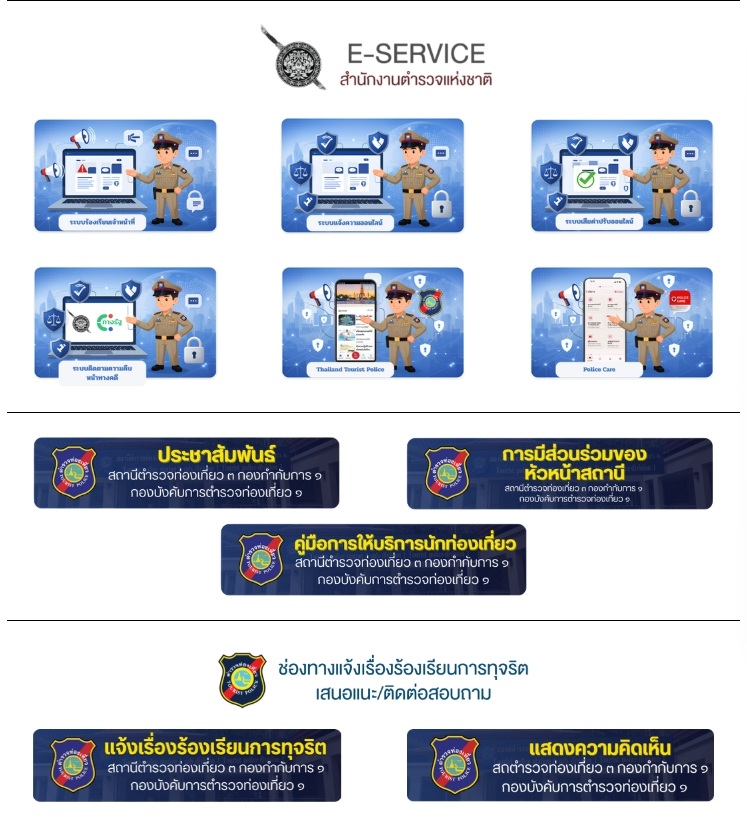 E-SERVICE
สำนักงานตำรวจแห่งชาติ
ระบบร้องเรียนเจ้าหน้าที่
ระบบแจ้งความออนไลน์
ระบบเสียค่าปรับออนไลน์
ทางรัฐ
ระบบติดตามความคืบ
หน้าทางคดี
Thailand Tourist Police
POLICE
CARE
Police Care
ประชาสัมพันธ์
สถานีตำรวจท่องเที่ยว ๓ กองกำกับการ ๑
กองบังคับการตำรวจท่องเที่ยว ๑
การมีส่วนร่วมของ
หัวหน้าสถานี
สถานีตำรวจท่องเที่ยว ๓ กองกำกับการ ๑
กองบังคับการตำรวจท่องเที่ยว ๑
คู่มือการให้บริการนักท่องเที่ยว
สถานีตำรวจท่องเที่ยว ๓ กองกำกับการ ๑
กองบังคับการตำรวจท่องเที่ยว ๑
ตำรวจท่องเที่ยว
TOURIST POLICE
ช่องทางแจ้งเรื่องร้องเรียนการทุจริต
เสนอแนะ/ติดต่อสอบถาม
แจ้งเรื่องร้องเรียนการทุจริต
สถานีตำรวจท่องเที่ยว ๓ กองกำกับการ ๑
กองบังคับการตำรวจท่องเที่ยว ๑
แสดงความคิดเห็น
สถตำรวจท่องเที่ยว ๓ กองกำกับการ ๑
กองบังคับการตำรวจท่องเที่ยว ๑